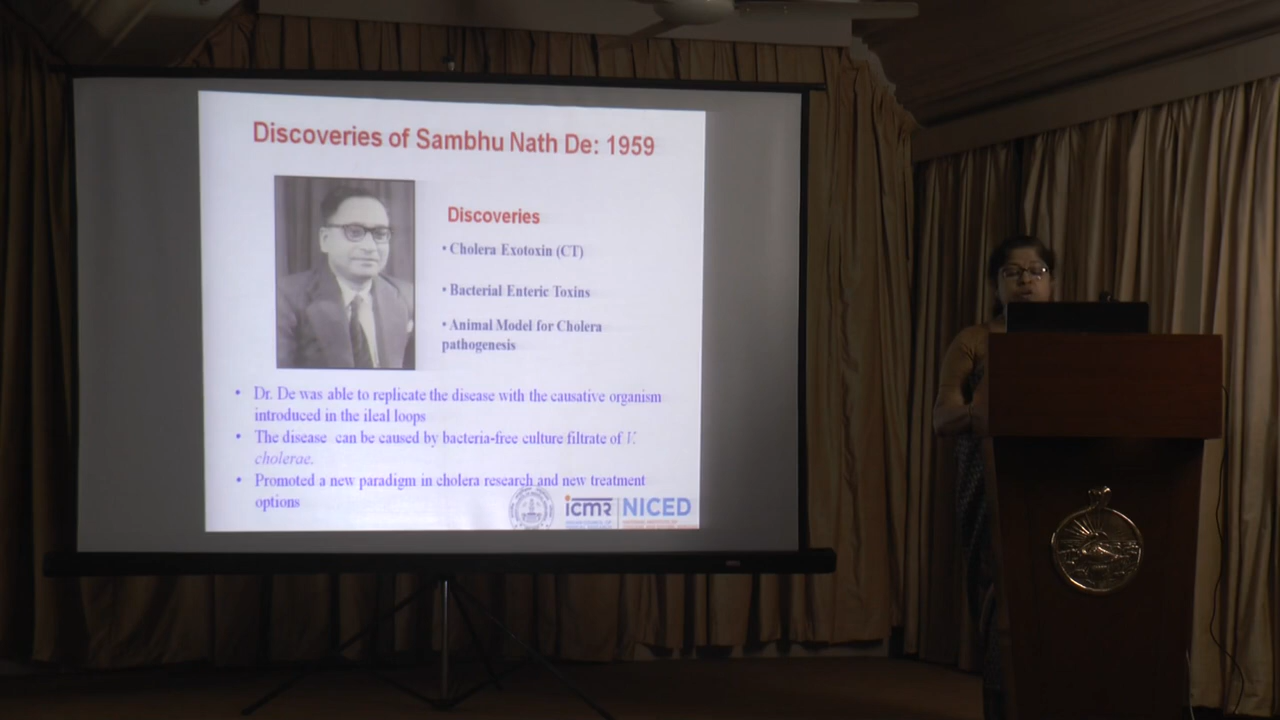 Discoveries of Sambhu Nath De: 1959
Discoveries
• Cholera Exotoxin (CT)
• Bacterial Enteric Toxins
• Animal Model for Cholera
pathogenesis
• Dr. De was able to replicate the disease with the causative organism
introduced in the ileal loops
• The disease can be caused by bacteria-free culture filtrate of V.
cholerae.
• Promoted a new paradigm in cholera research and new treatment
options
icmr
NICED